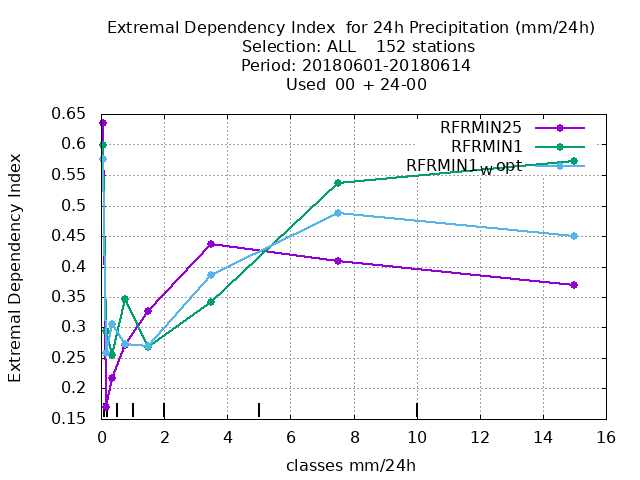 Extremal Dependency Index  for 24h Precipitation (mm/24h)
Selection: ALL    152 stations
Period: 20180601-20180614
Used  00  + 24-00
RFRMIN25
RFRMIN1
RFRMIN1wopt
Extremal Dependency Index
0.65
0.6
0.55
0.5
0.45
0.4
0.35
0.3
0.25
0.2
0.15
0 2 4 6 8 10 12 14 16
classes mm/24h